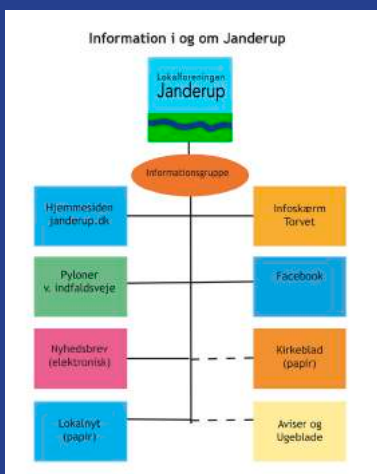 Information i og om Janderup
Lokalforeningen
Janderup
Informationsgruppe
Hjemmesiden
janderup.dk
Infoskærm
Torvet
Pyloner
v. indfaldsveje
Facebook
Nyhedsbrev
(elektronisk)
Kirkeblad
(papir)
Lokalnyt
(papir)
Aviser og
Ugeblade